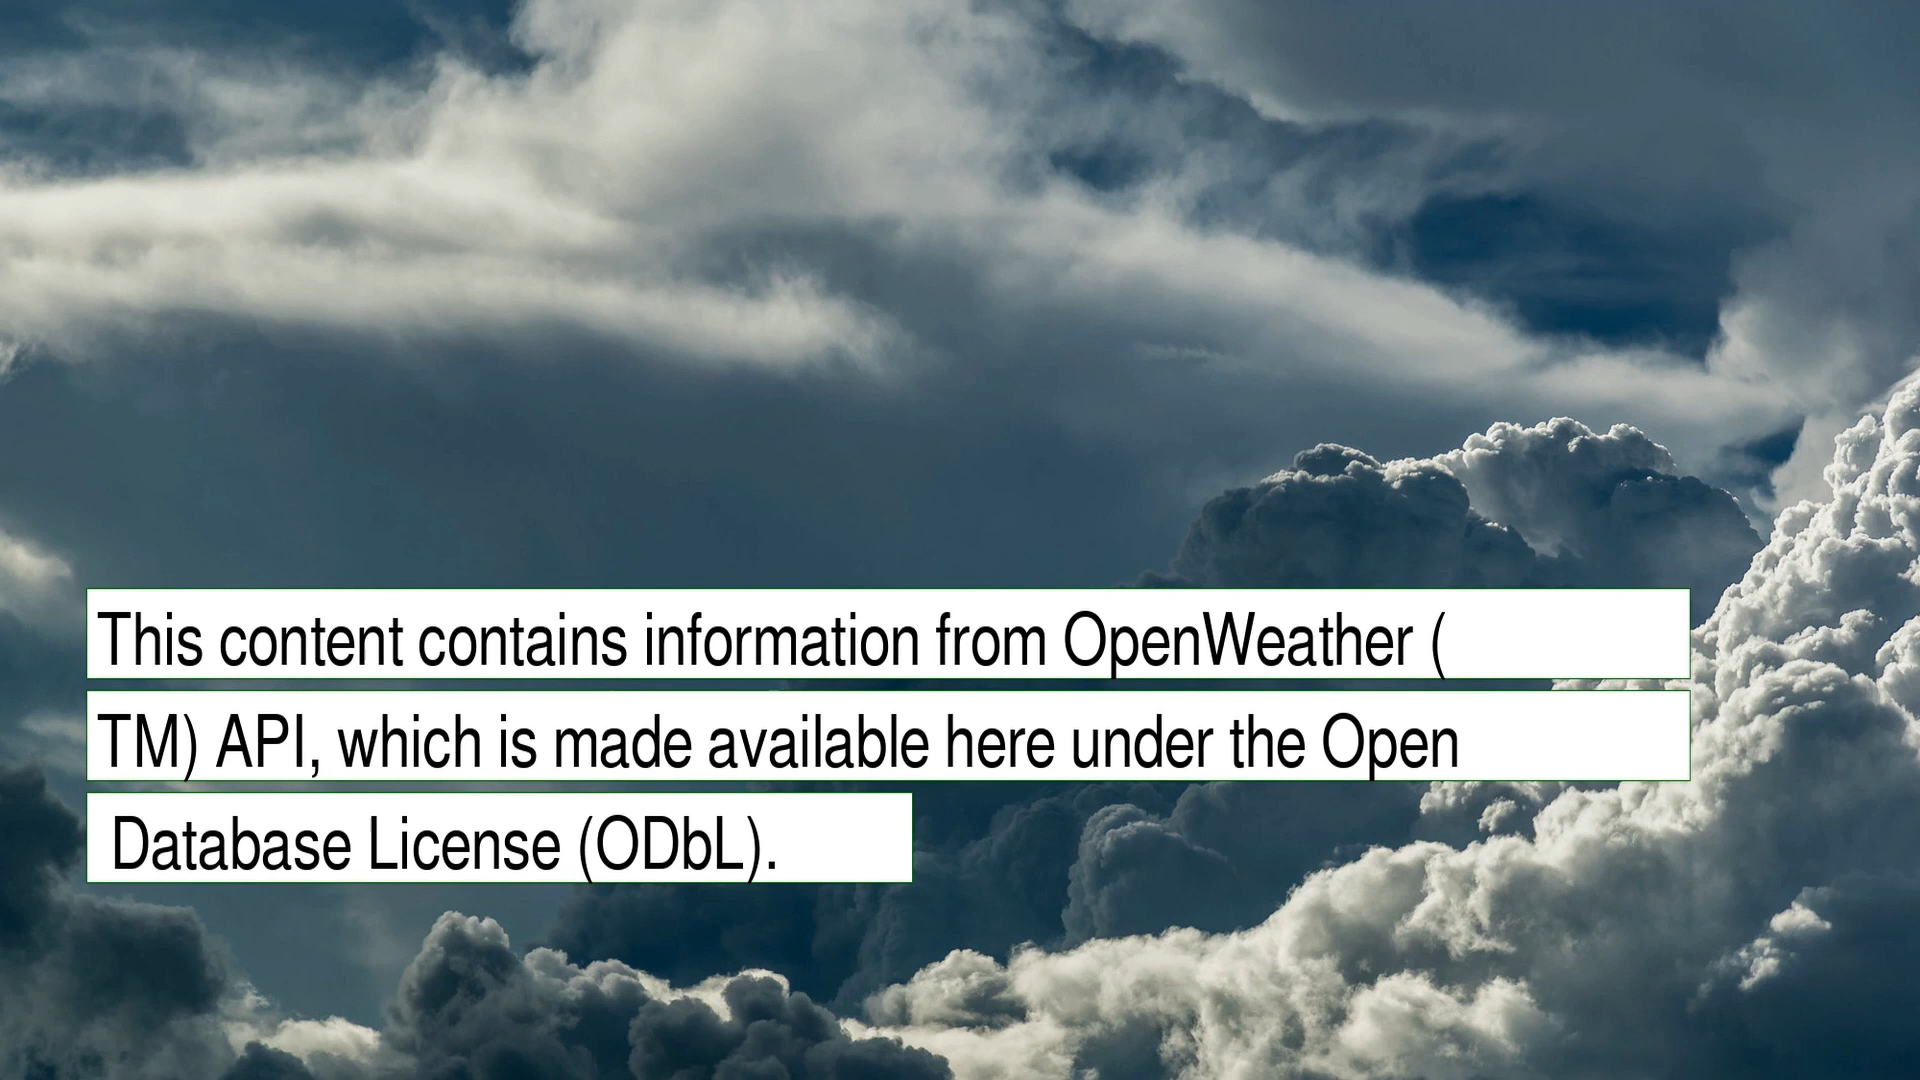 This content contains information from OpenWeather (
TM) API, which is made available here under the Open
Database License (ODbL).